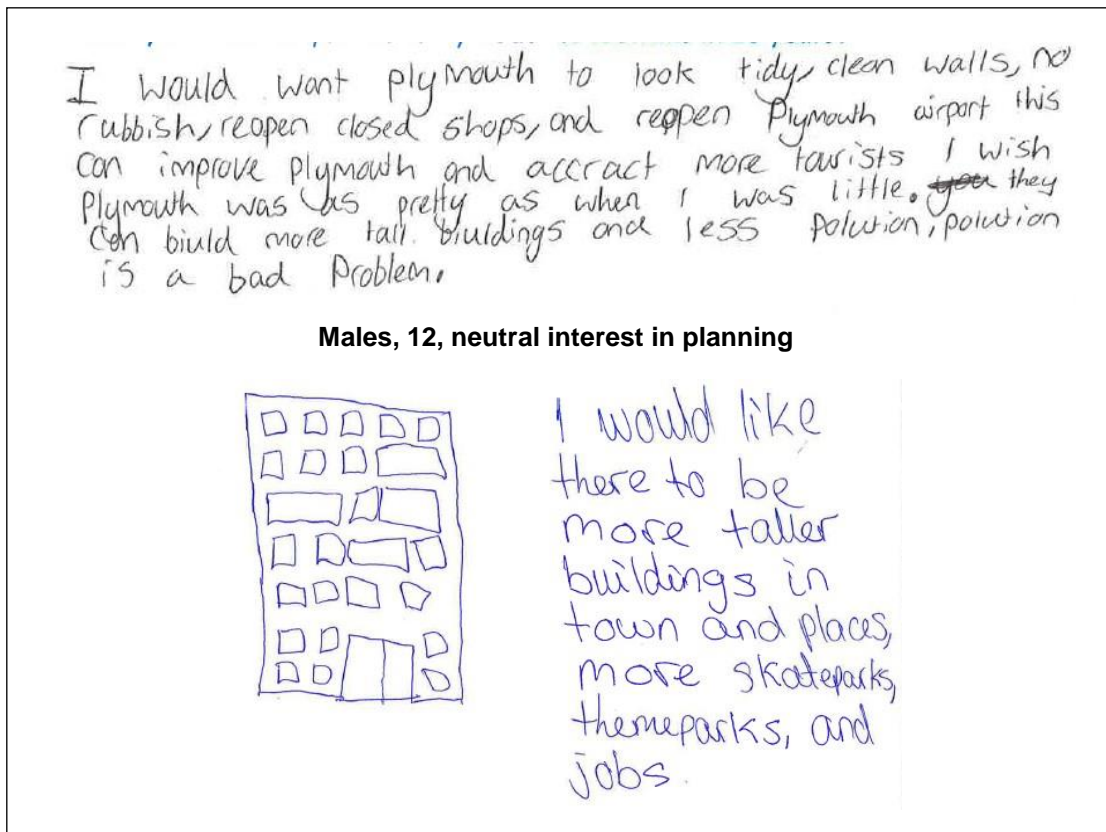 I would want plymouth to look tidy, clean walls, no
rubbish, reopen closed shops, and reopen Plymouth airport this
can improve plymouth and accract more tourists I wish
Plymouth was as pretty as when I was little. you they
can biuld more tall biuldings and less polution, polution
is a bad problem.
Males, 12, neutral interest in planning
I would like
there to be
more taller
buildings in
town and places,
more skateparks,
themeparks, and
jobs.